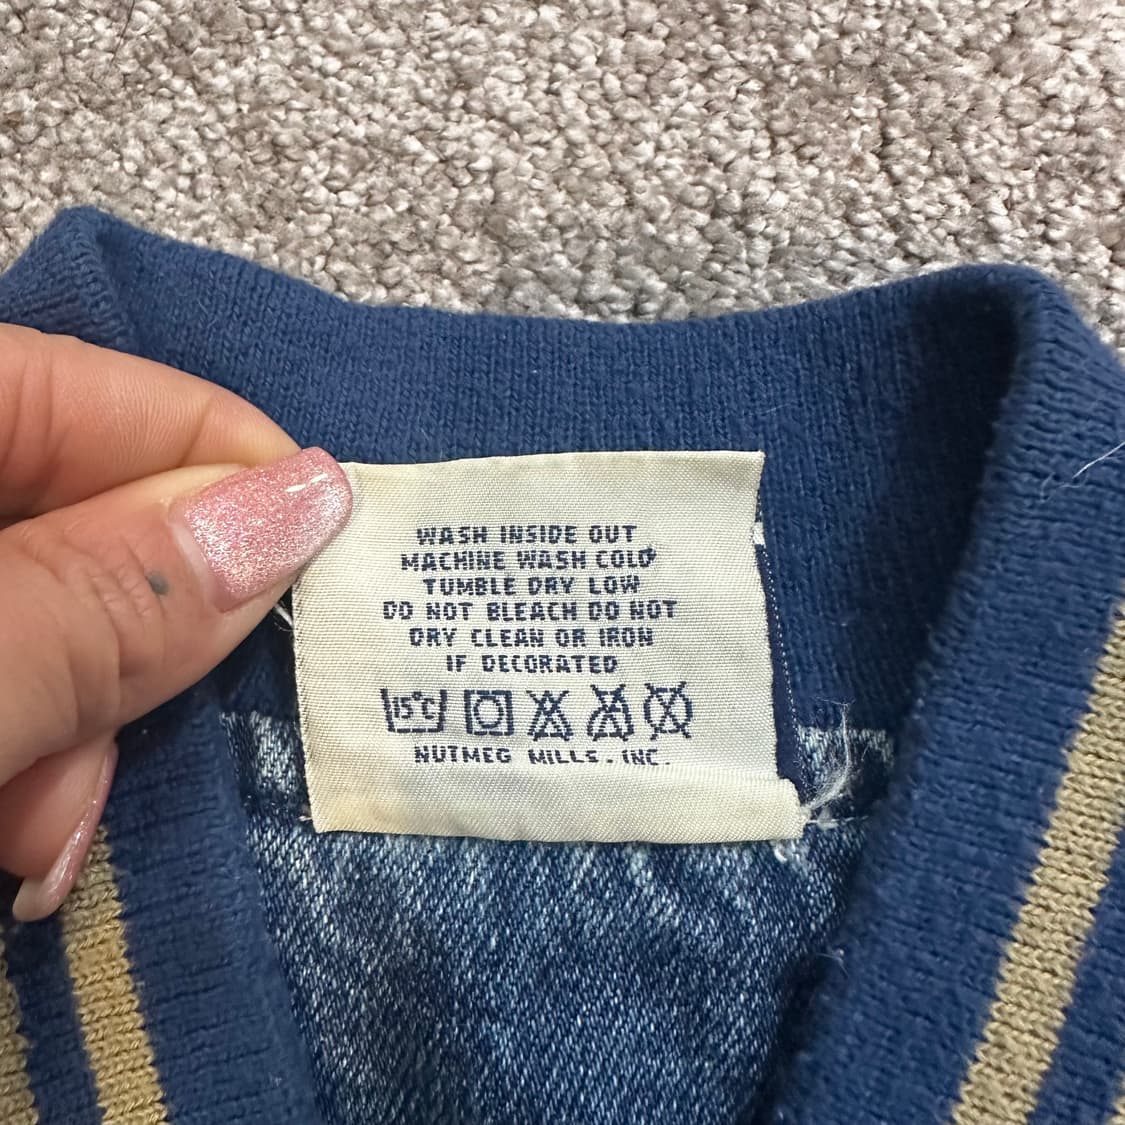 WASH INSIDE OUT
MACHINE WASH COLD
TUMBLE DRY LOW
DO NOT BLEACH DO NOT
DRY CLEAN OR IRON
IF DECORATED
15°C
NUTMEG MILLS. INC.